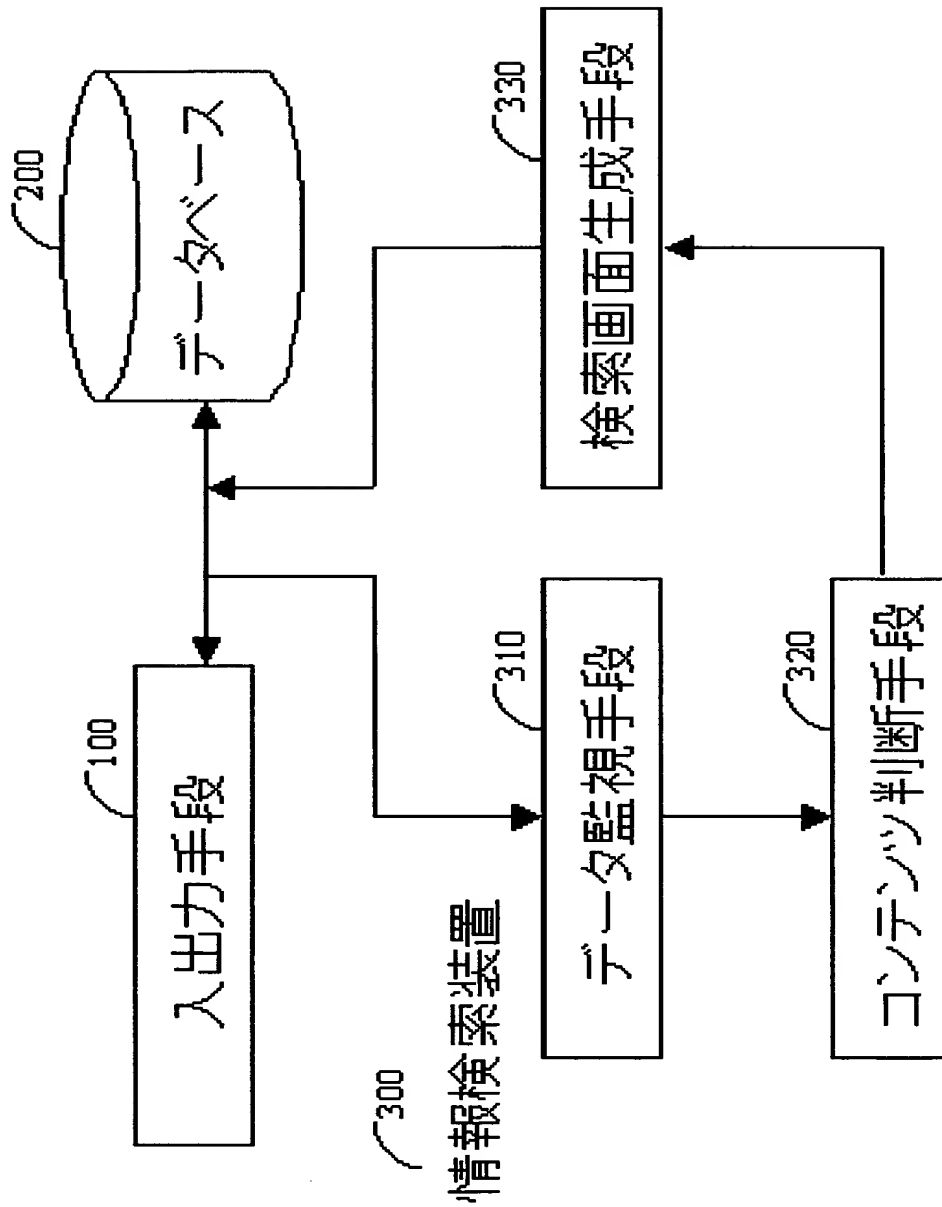 100
入出力手段
200
データベース
300
情報検索装置
310
データ監視手段
330
検索画面生成手段
320
コンテンツ判断手段